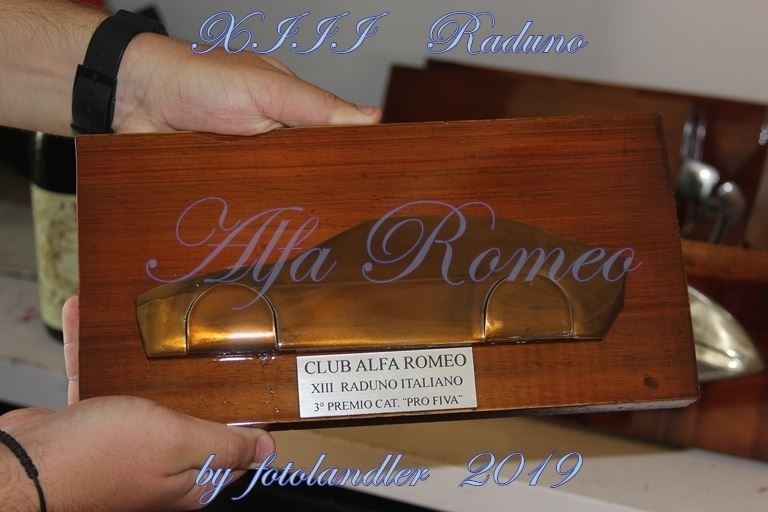 XIII Raduno
Alfa Romeo
CLUB ALFA ROMEO
XIII RADUNO ITALIANO
3° PREMIO CAT. "PRO FIVA"
by fotolandler 2019